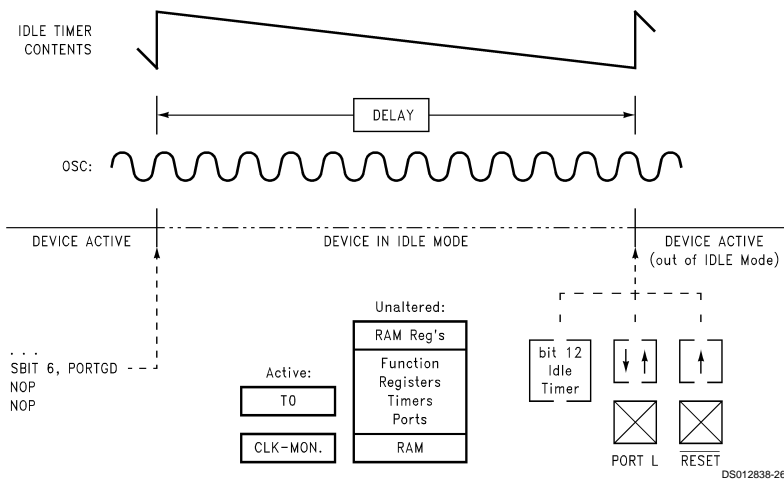 IDLE TIMER
CONTENTS
DELAY
OSC:
DEVICE ACTIVE
DEVICE IN IDLE MODE
DEVICE ACTIVE
(out of IDLE Mode)
. . .
SBIT 6, PORTGD
NOP
NOP
Active:
T0
CLK-MON.
Unaltered:
RAM Reg's
Function
Registers
Timers
Ports
RAM
bit 12
Idle
Timer
PORT L
RESET
DS012838-26